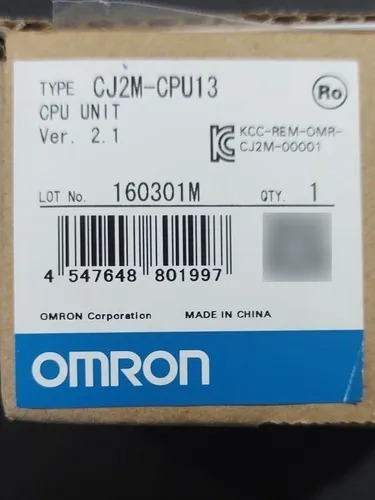 TYPE CJ2M-CPU13
CPU UNIT
Ver. 2.1
Ro
KCC-REM-OMR-
CJ2M-00001
LOT No. 160301M QTY. 1
4 547648 801997
OMRON Corporation MADE IN CHINA
OMRON